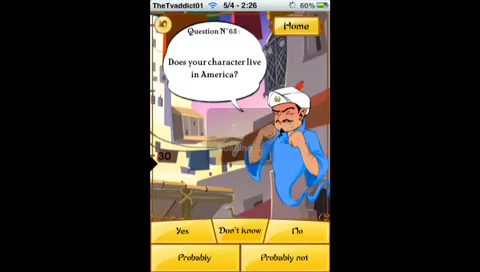 TheTvaddict01 5/4 - 2:26 60%
Home
Question N°65:
Does your character live
in America?
Loading
30
Yes
Don't know
No
Probably
Probably not